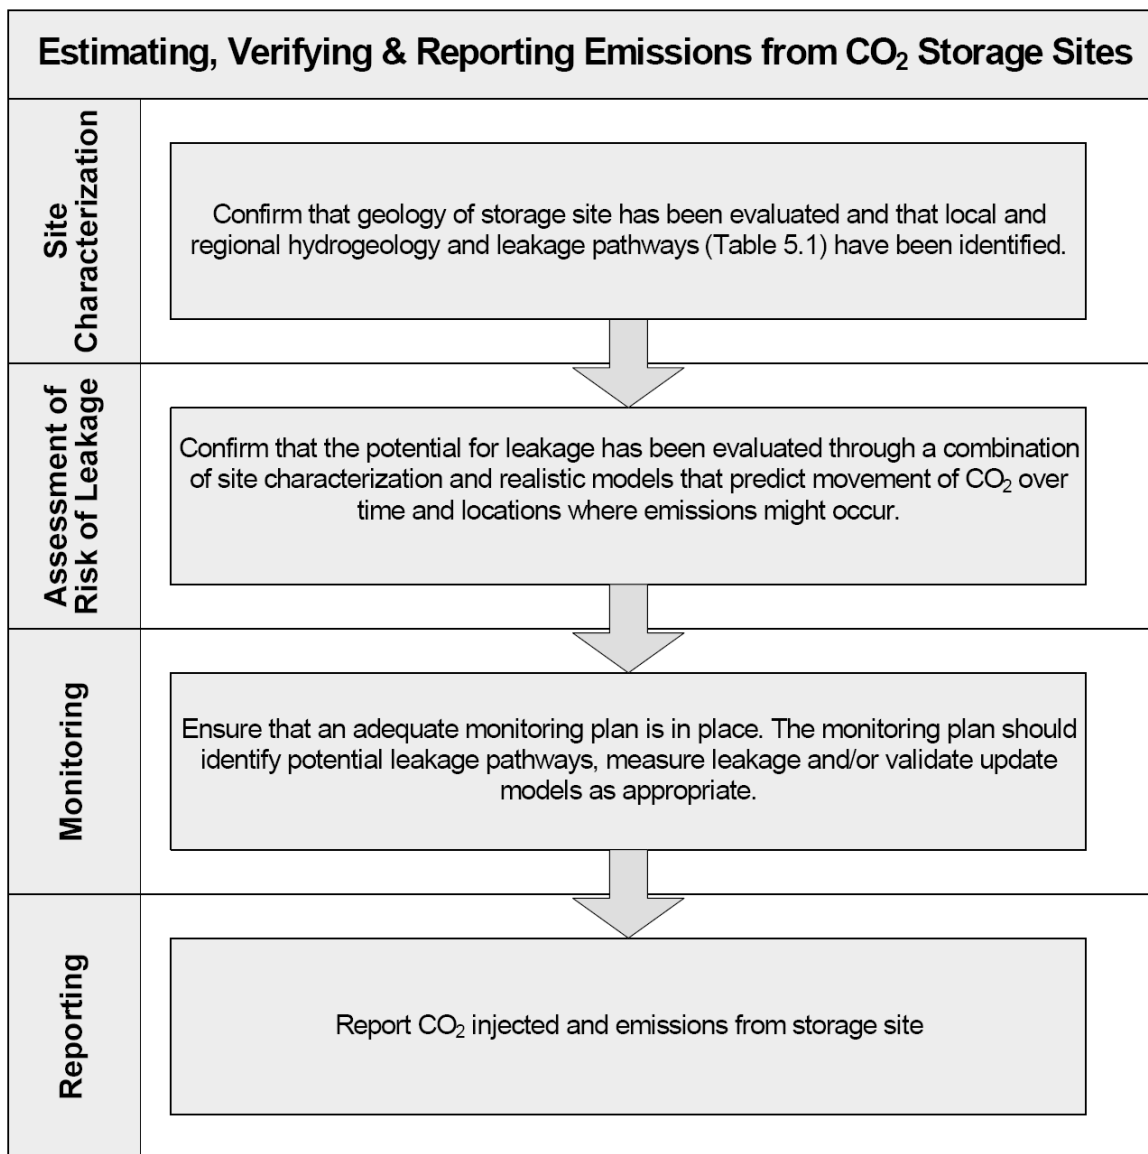 Estimating, Verifying & Reporting Emissions from CO₂ Storage Sites
Site
Characterization
Confirm that geology of storage site has been evaluated and that local and
regional hydrogeology and leakage pathways (Table 5.1) have been identified.
Assessment of
Risk of Leakage
Confirm that the potential for leakage has been evaluated through a combination
of site characterization and realistic models that predict movement of CO₂ over
time and locations where emissions might occur.
Monitoring
Ensure that an adequate monitoring plan is in place. The monitoring plan should
identify potential leakage pathways, measure leakage and/or validate update
models as appropriate.
Reporting
Report CO₂ injected and emissions from storage site